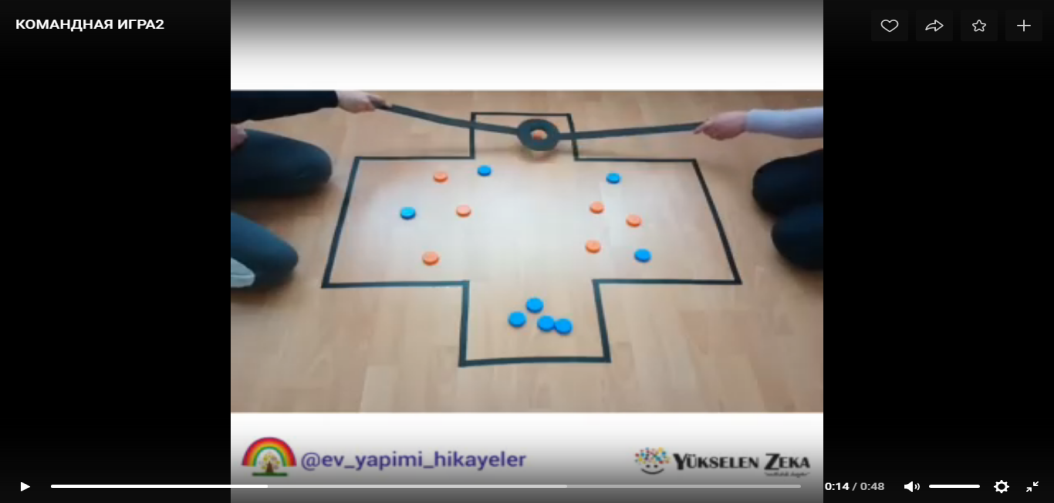 КОМАНДНАЯ ИГРА2
@ev_yapimi_hikayeler
YÜKSELEN ZEKA
0:14 / 0:48